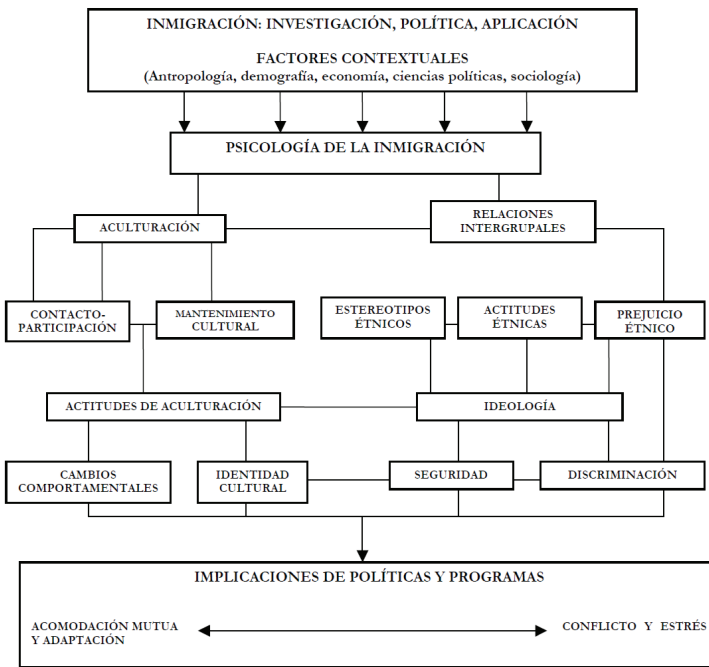 INMIGRACIÓN: INVESTIGACIÓN, POLÍTICA, APLICACIÓN
FACTORES CONTEXTUALES
(Antropología, demografía, economía, ciencias políticas, sociología)
PSICOLOGÍA DE LA INMIGRACIÓN
ACULTURACIÓN
RELACIONES
INTERGRUPALES
CONTACTO-
PARTICIPACIÓN
MANTENIMIENTO
CULTURAL
ESTEREOTIPOS
ÉTNICOS
ACTITUDES
ÉTNICAS
PREJUICIO
ÉTNICO
ACTITUDES DE ACULTURACIÓN
IDEOLOGÍA
CAMBIOS
COMPORTAMENTALES
IDENTIDAD
CULTURAL
SEGURIDAD
DISCRIMINACIÓN
IMPLICACIONES DE POLÍTICAS Y PROGRAMAS
ACOMODACIÓN MUTUA
Y ADAPTACIÓN
CONFLICTO Y ESTRÉS